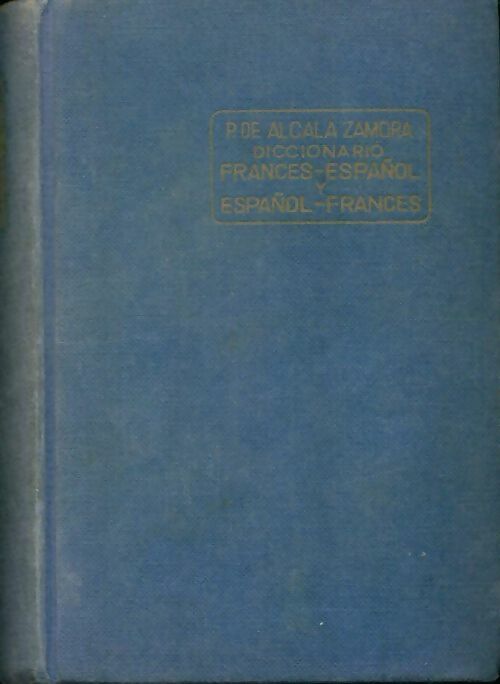 P. DE ALCALA ZAMORA
DICCIONARIO
FRANCES-ESPAÑOL
Y
ESPAÑOL-FRANCES